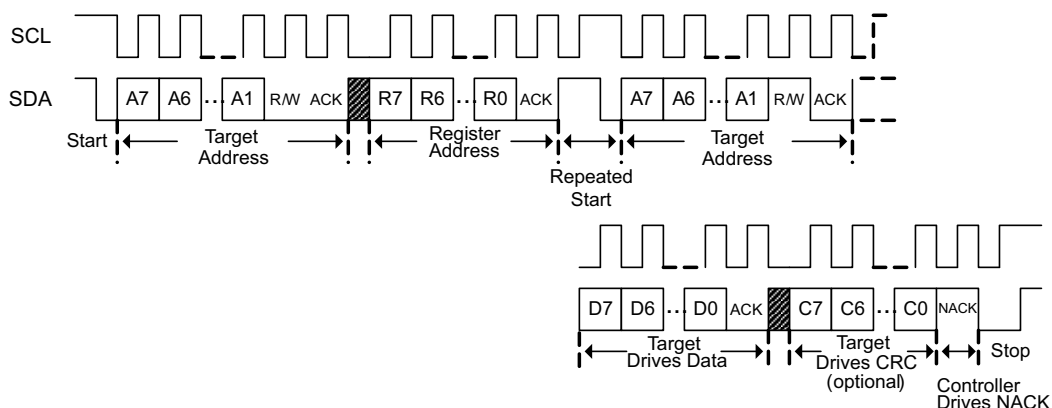 SCL
SDA
A7 A6 ... A1 R/W ACK R7 R6 ... R0 ACK A7 A6 ... A1 R/W ACK
Start
Target
Address
Register
Address
Repeated
Start
Target
Address
D7 D6 ... D0 ACK C7 C6 ... C0 NACK
Target
Drives Data
Target
Drives CRC
(optional)
Stop
Controller
Drives NACK